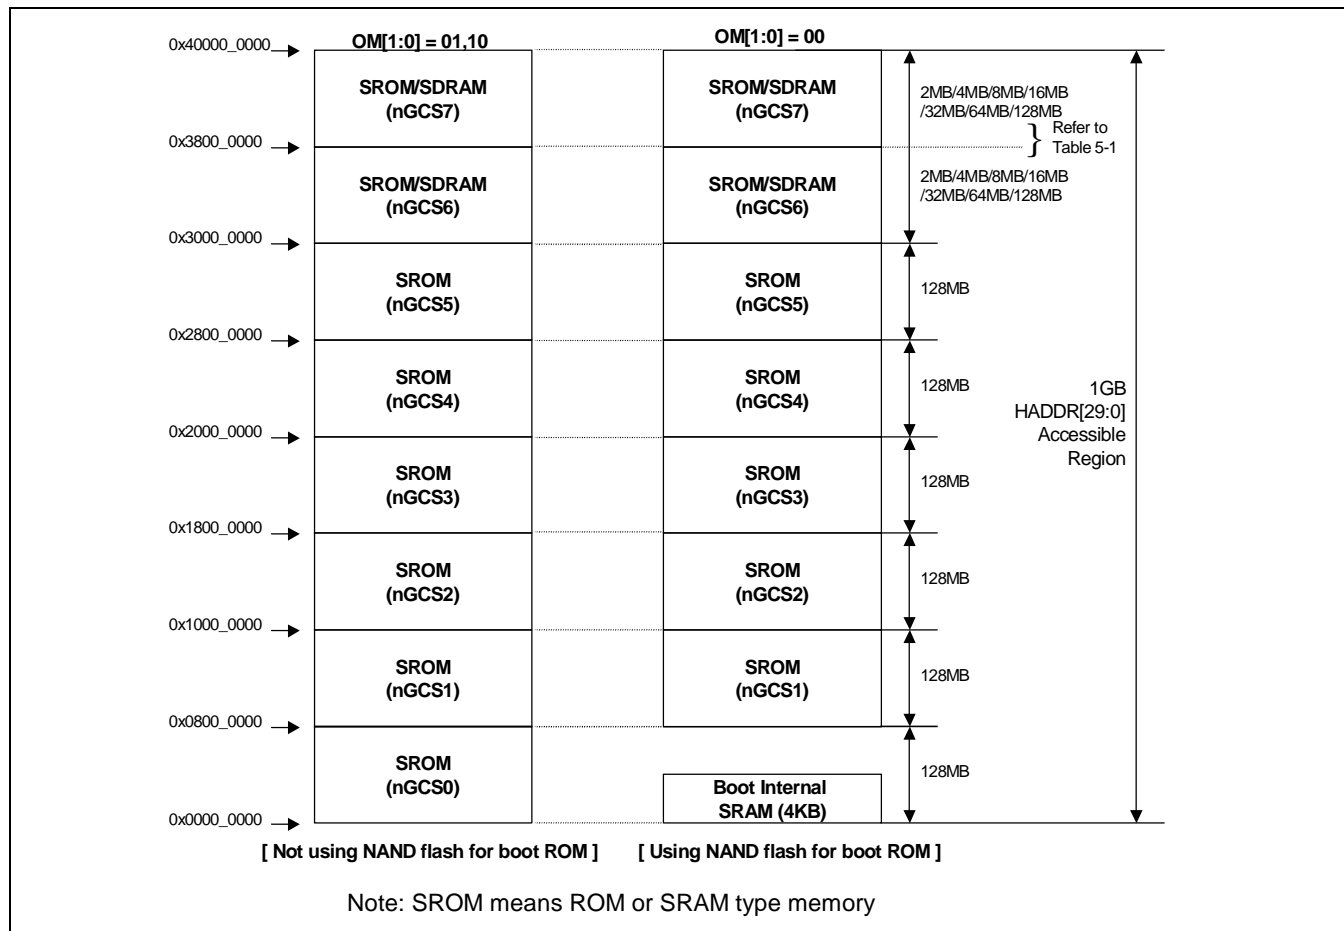 0x40000_0000
OM[1:0] = 01,10
OM[1:0] = 00
SROM/SDRAM
(nGCS7)
SROM/SDRAM
(nGCS7)
2MB/4MB/8MB/16MB
/32MB/64MB/128MB
0x3800_0000
} Refer to
Table 5-1
SROM/SDRAM
(nGCS6)
SROM/SDRAM
(nGCS6)
2MB/4MB/8MB/16MB
/32MB/64MB/128MB
0x3000_0000
SROM
(nGCS5)
SROM
(nGCS5)
128MB
0x2800_0000
SROM
(nGCS4)
SROM
(nGCS4)
128MB
1GB
HADDR[29:0]
Accessible
Region
0x2000_0000
SROM
(nGCS3)
SROM
(nGCS3)
128MB
0x1800_0000
SROM
(nGCS2)
SROM
(nGCS2)
128MB
0x1000_0000
SROM
(nGCS1)
SROM
(nGCS1)
128MB
0x0800_0000
SROM
(nGCS0)
Boot Internal
SRAM (4KB)
128MB
0x0000_0000
[ Not using NAND flash for boot ROM ]
[ Using NAND flash for boot ROM ]
Note: SROM means ROM or SRAM type memory